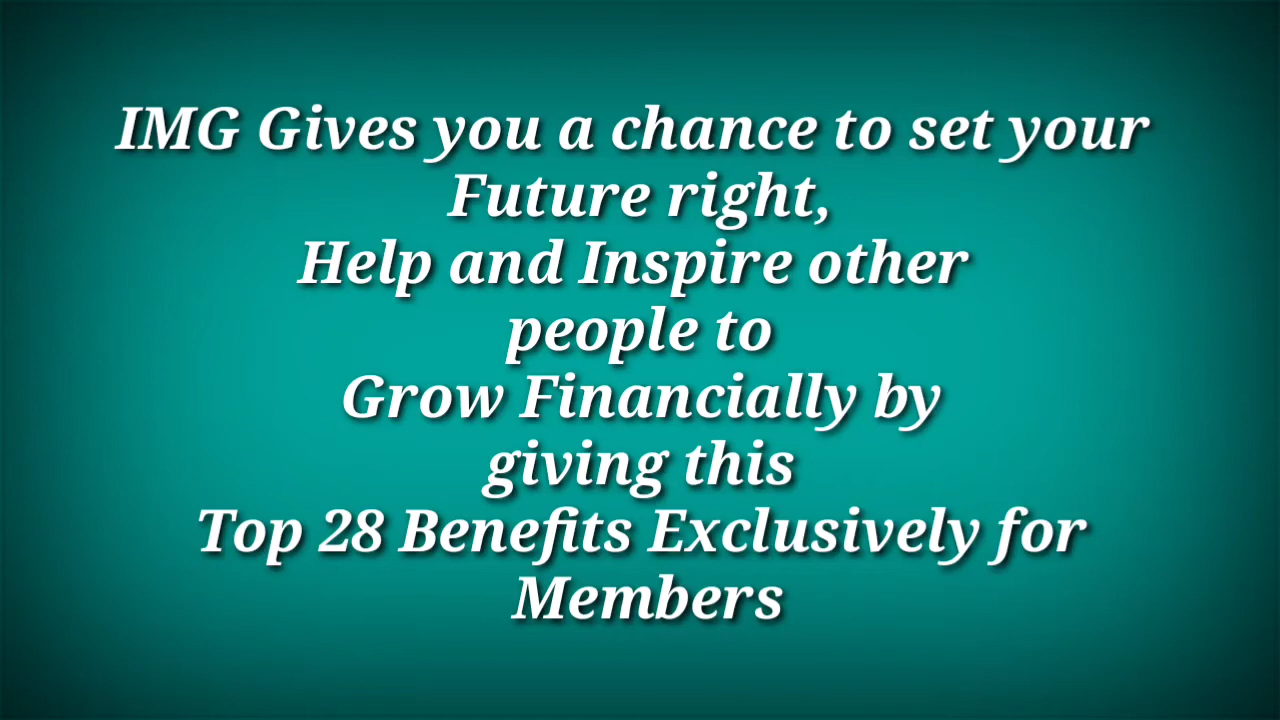 IMG Gives you a chance to set your
Future right,
Help and Inspire other
people to
Grow Financially by
giving this
Top 28 Benefits Exclusively for
Members